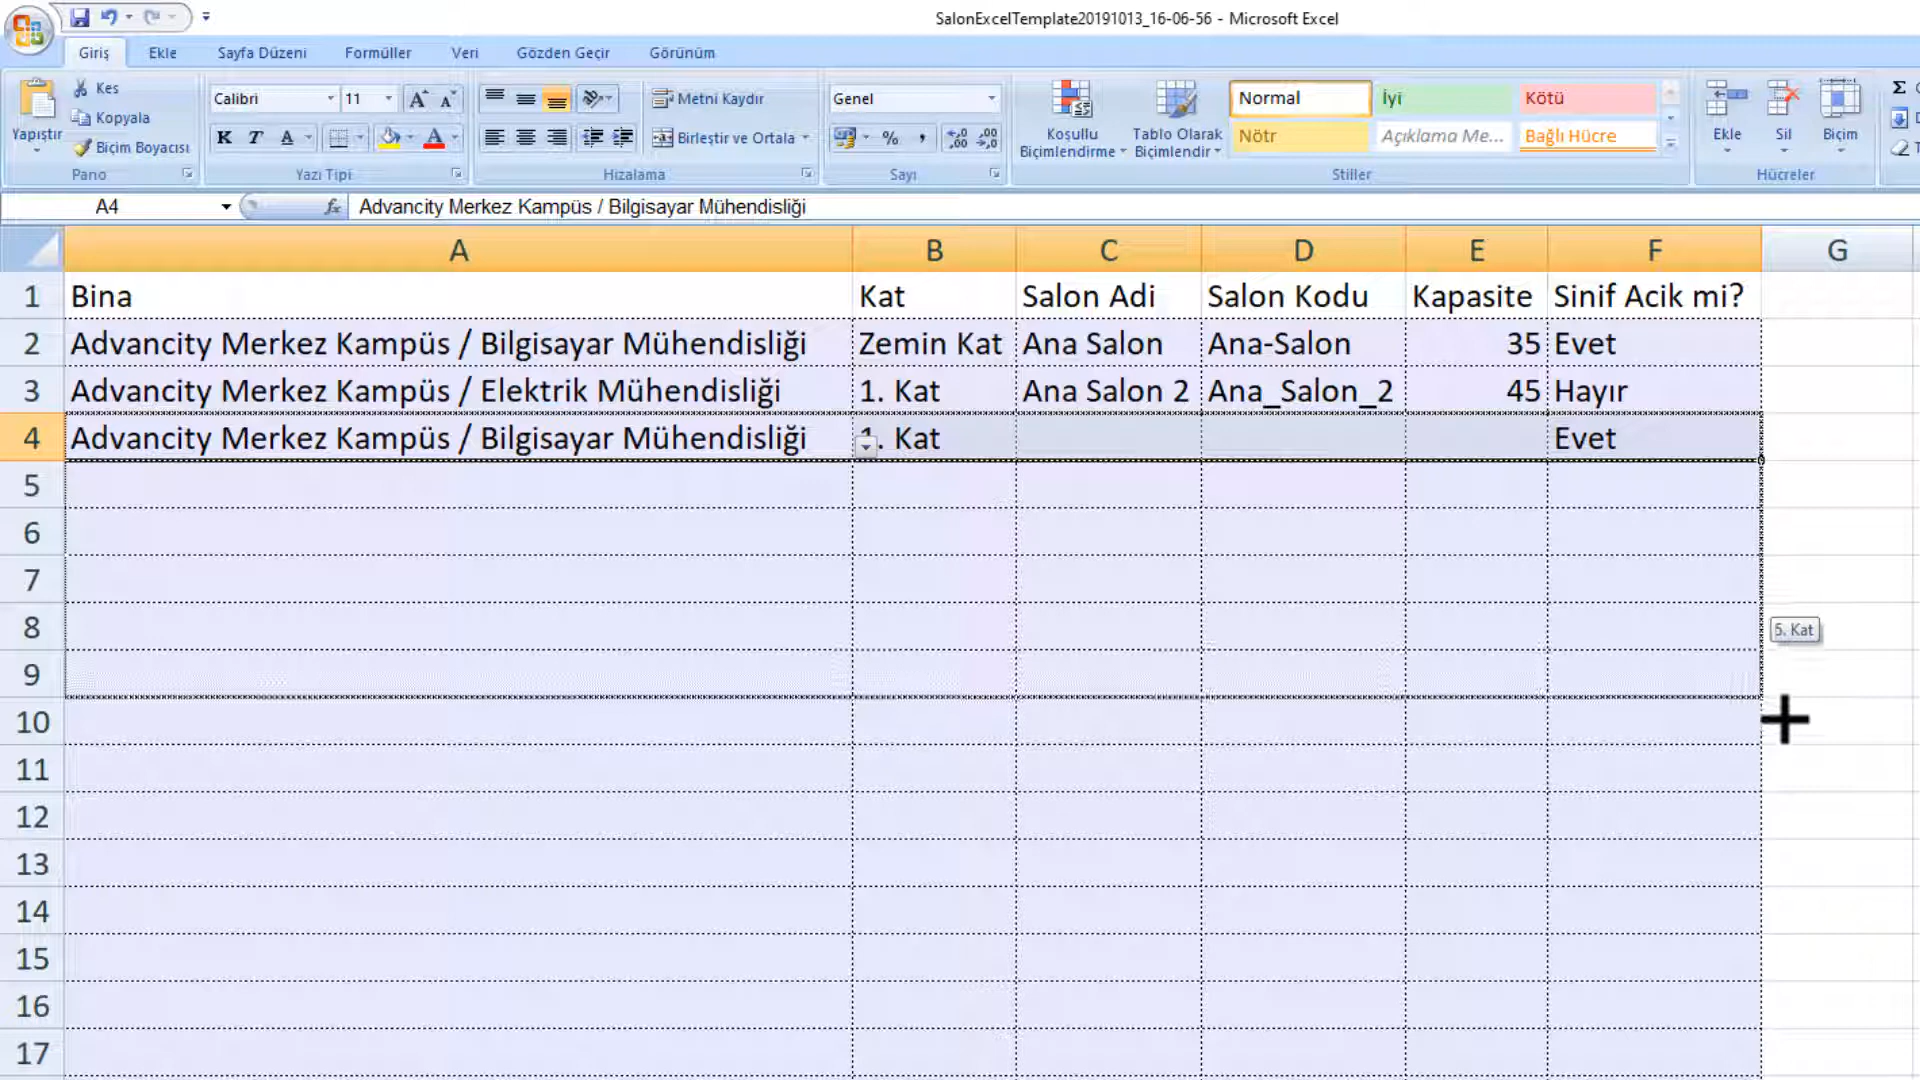 SalonExcelTemplate20191013_16-06-56 - Microsoft Excel
Giriş Ekle Sayfa Düzeni Formüller Veri Gözden Geçir Görünüm
Yapıştır
Kes
Kopyala
Biçim Boyacısı
Pano
Calibri 11
K T A
Yazı Tipi
Metni Kaydır
Birleştir ve Ortala
Hizalama
Genel
%
Sayı
Koşullu Biçimlendirme
Tablo Olarak Biçimlendir
Normal İyi Kötü
Nötr Açıklama Me... Bağlı Hücre
Stiller
Ekle Sil Biçim
Hücreler
A4 fx Advancity Merkez Kampüs / Bilgisayar Mühendisliği
A B C D E F G
1 Bina Kat Salon Adi Salon Kodu Kapasite Sinif Acik mi?
2 Advancity Merkez Kampüs / Bilgisayar Mühendisliği Zemin Kat Ana Salon Ana-Salon 35 Evet
3 Advancity Merkez Kampüs / Elektrik Mühendisliği 1. Kat Ana Salon 2 Ana_Salon_2 45 Hayır
4 Advancity Merkez Kampüs / Bilgisayar Mühendisliği 1. Kat Evet
5
6
7
8
5. Kat
9
10
11
12
13
14
15
16
17